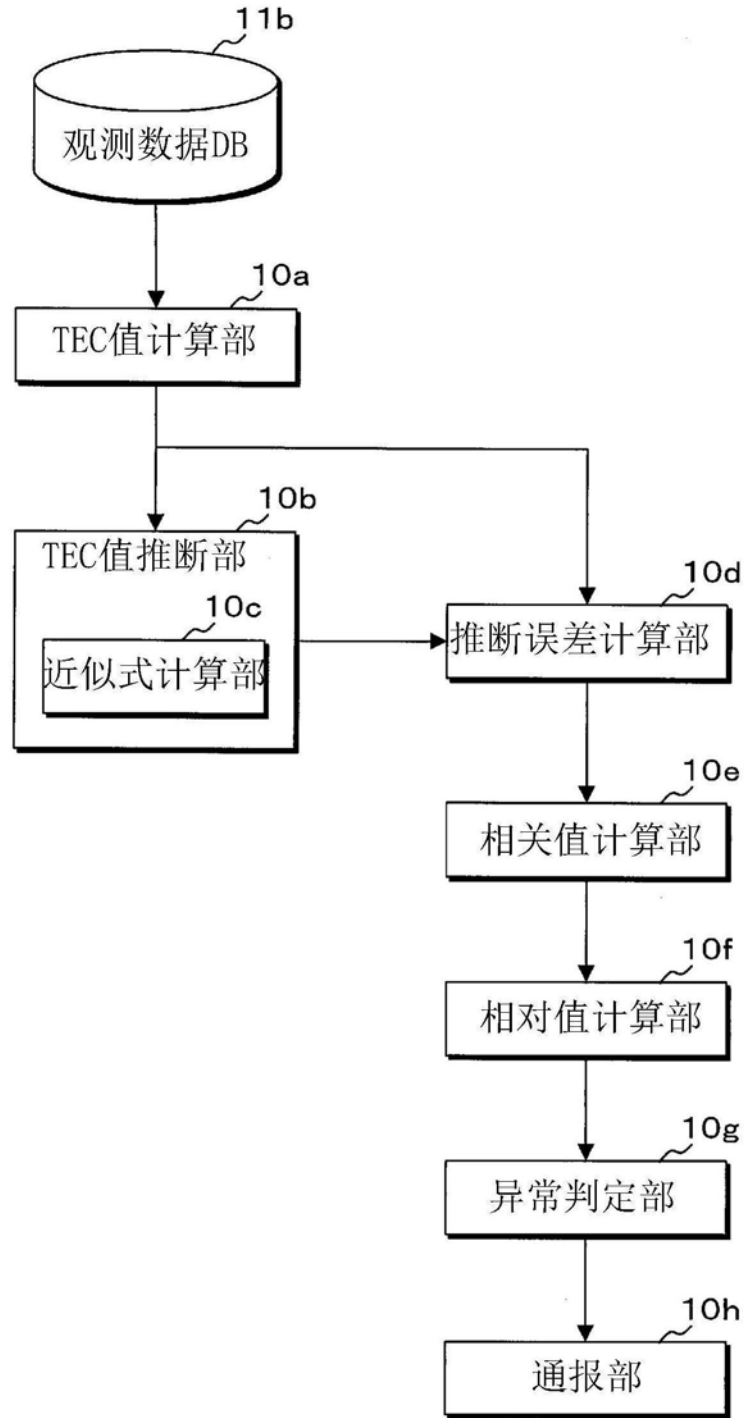 11b
观测数据DB
10a
TEC值计算部
10b
TEC值推断部
10c
近似式计算部
10d
推断误差计算部
10e
相关值计算部
10f
相对值计算部
10g
异常判定部
10h
通报部